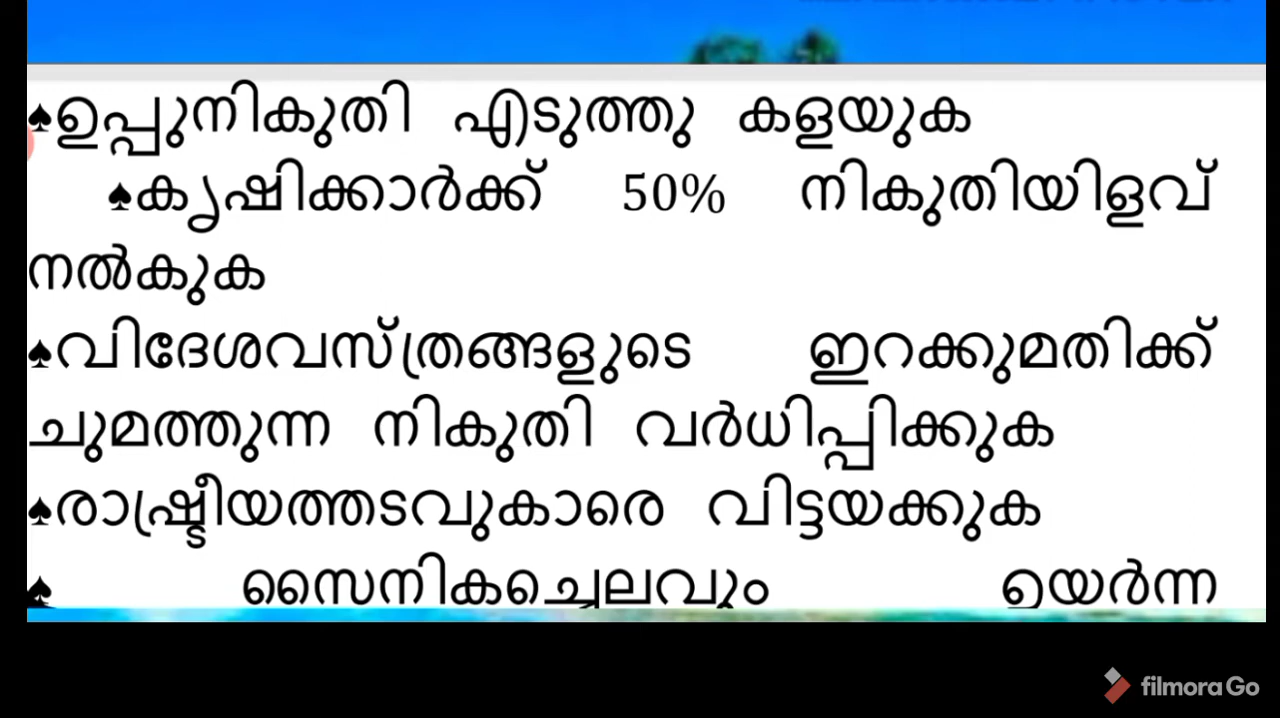 ♠ഉപ്പുനികുതി എടുത്തു കളയുക
♠കൃഷിക്കാർക്ക് 50% നികുതിയിളവ്
നൽകുക
♠വിദേശവസ്ത്രങ്ങളുടെ ഇറക്കുമതിക്ക്
ചുമത്തുന്ന നികുതി വർധിപ്പിക്കുക
♠രാഷ്ട്രീയത്തടവുകാരെ വിട്ടയക്കുക
♠ സൈനികച്ചെലവും ഉയർന്ന
filmoraGo